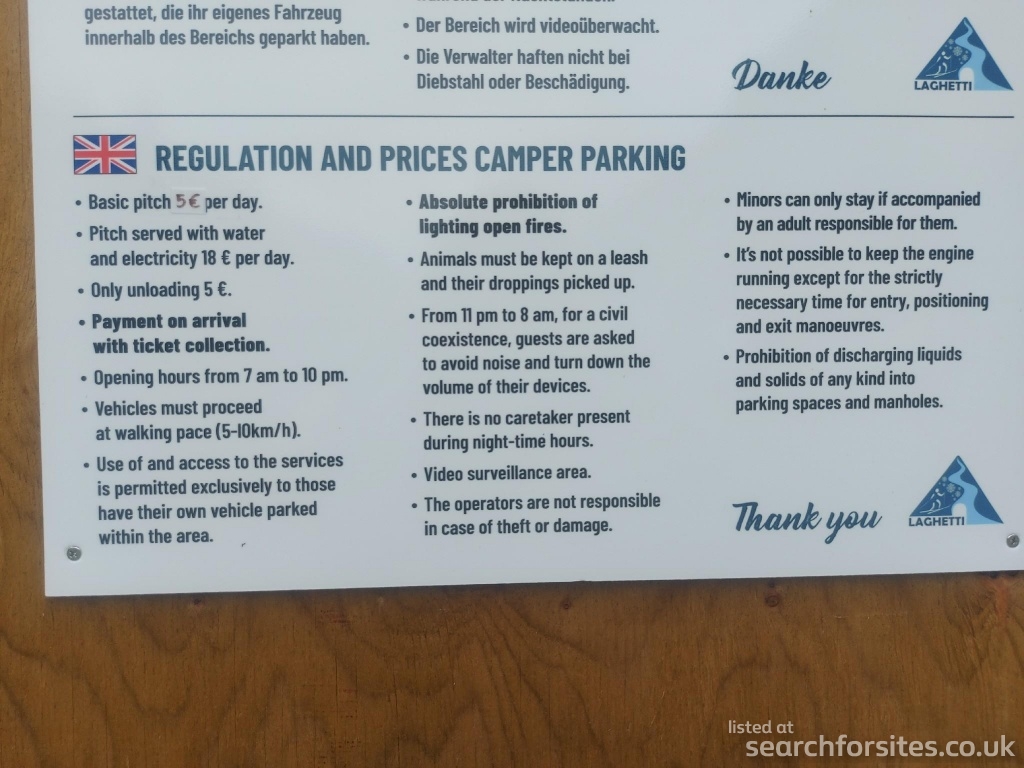 gestattet, die ihr eigenes Fahrzeug
innerhalb des Bereichs geparkt haben.
• Der Bereich wird videoüberwacht.
• Die Verwalter haften nicht bei
Diebstahl oder Beschädigung.
Danke
LAGHETTI
REGULATION AND PRICES CAMPER PARKING
• Basic pitch 5 € per day.
• Pitch served with water
and electricity 18 € per day.
• Only unloading 5 €.
• Payment on arrival
with ticket collection.
• Opening hours from 7 am to 10 pm.
• Vehicles must proceed
at walking pace (5-10km/h).
• Use of and access to the services
is permitted exclusively to those
have their own vehicle parked
within the area.
• Absolute prohibition of
lighting open fires.
• Animals must be kept on a leash
and their droppings picked up.
• From 11 pm to 8 am, for a civil
coexistence, guests are asked
to avoid noise and turn down the
volume of their devices.
• There is no caretaker present
during night-time hours.
• Video surveillance area.
• The operators are not responsible
in case of theft or damage.
• Minors can only stay if accompanied
by an adult responsible for them.
• It's not possible to keep the engine
running except for the strictly
necessary time for entry, positioning
and exit manoeuvres.
• Prohibition of discharging liquids
and solids of any kind into
parking spaces and manholes.
Thank you
LAGHETTI
listed at
searchforsites.co.uk